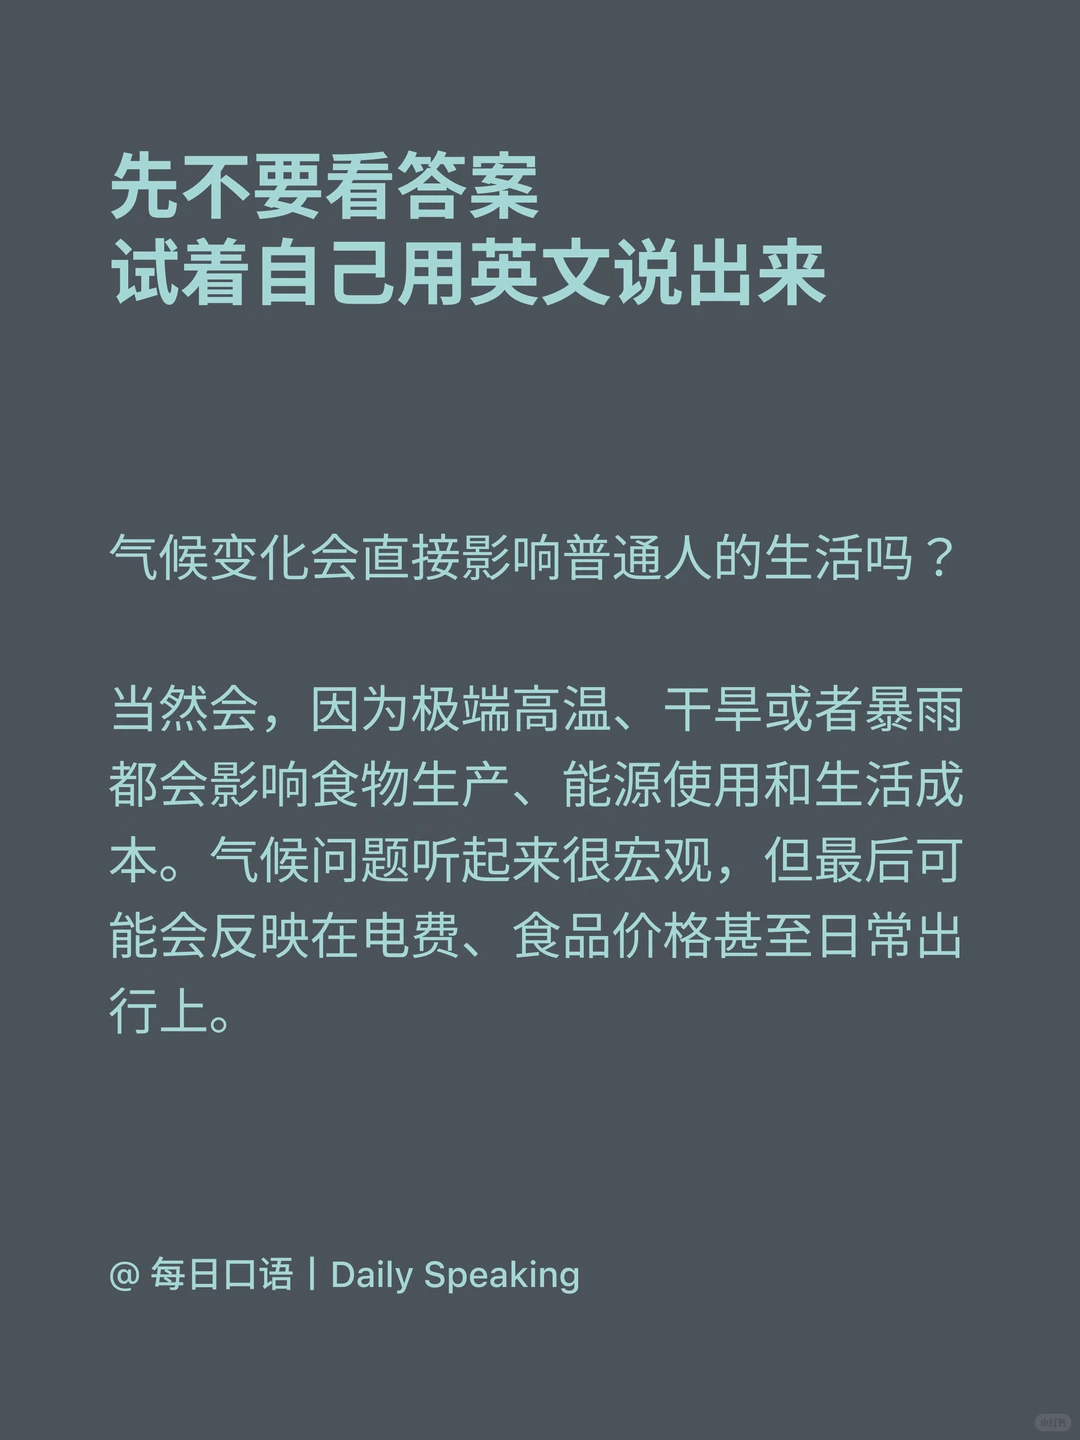 先不要看答案
试着自己用英文说出来
气候变化会直接影响普通人的生活吗？
当然会，因为极端高温、干旱或者暴雨
都会影响食物生产、能源使用和生活成
本。气候问题听起来很宏观，但最后可
能会反映在电费、食品价格甚至日常出
行上。
@ 每日口语丨Daily Speaking
小红书